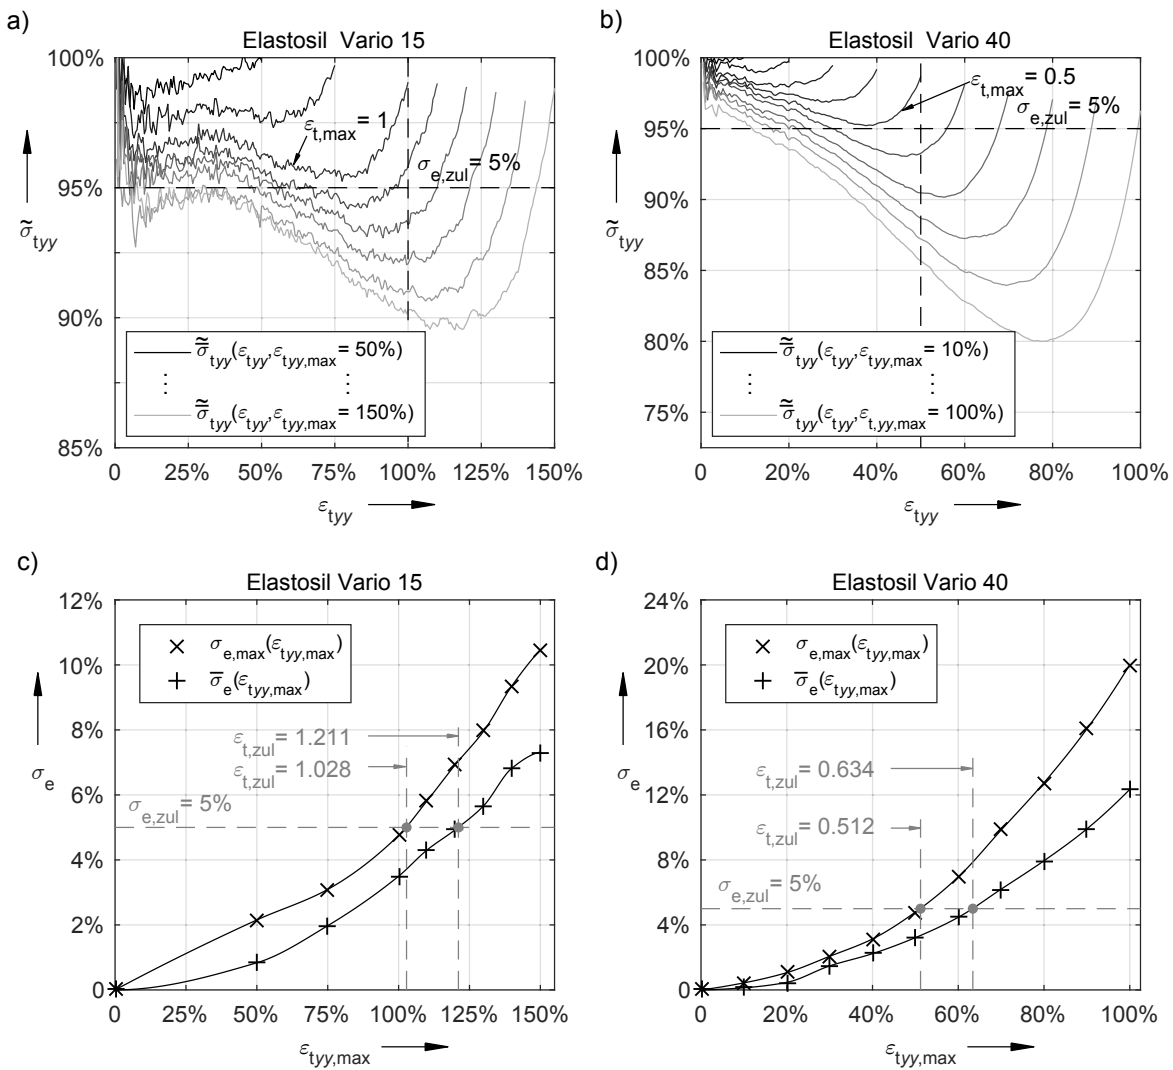 a)
Elastosil Vario 15
100%
95%
90%
85%
σ̃tyy
εt,max = 1
σe,zul = 5%
σ̿̃tyy(εtyy,εtyy,max = 50%)
⋮ ⋮
σ̿̃tyy(εtyy,εtyy,max = 150%)
0 25% 50% 75% 100% 125% 150%
εtyy
b)
Elastosil Vario 40
100%
95%
90%
85%
80%
75%
σ̃tyy
εt,max = 0.5
σe,zul = 5%
σ̿̃tyy(εtyy,εtyy,max = 10%)
⋮ ⋮
σ̿̃tyy(εtyy,εt,yy,max = 100%)
0 20% 40% 60% 80% 100%
εtyy
c)
Elastosil Vario 15
12%
10%
8%
6%
4%
2%
0
σe
σe,max(εtyy,max)
σ̅e(εtyy,max)
εt,zul = 1.211
εt,zul = 1.028
σe,zul = 5%
0 25% 50% 75% 100% 125% 150%
εtyy,max
d)
Elastosil Vario 40
24%
20%
16%
12%
8%
4%
0
σe
σe,max(εtyy,max)
σ̅e(εtyy,max)
εt,zul = 0.634
εt,zul = 0.512
σe,zul = 5%
0 20% 40% 60% 80% 100%
εtyy,max